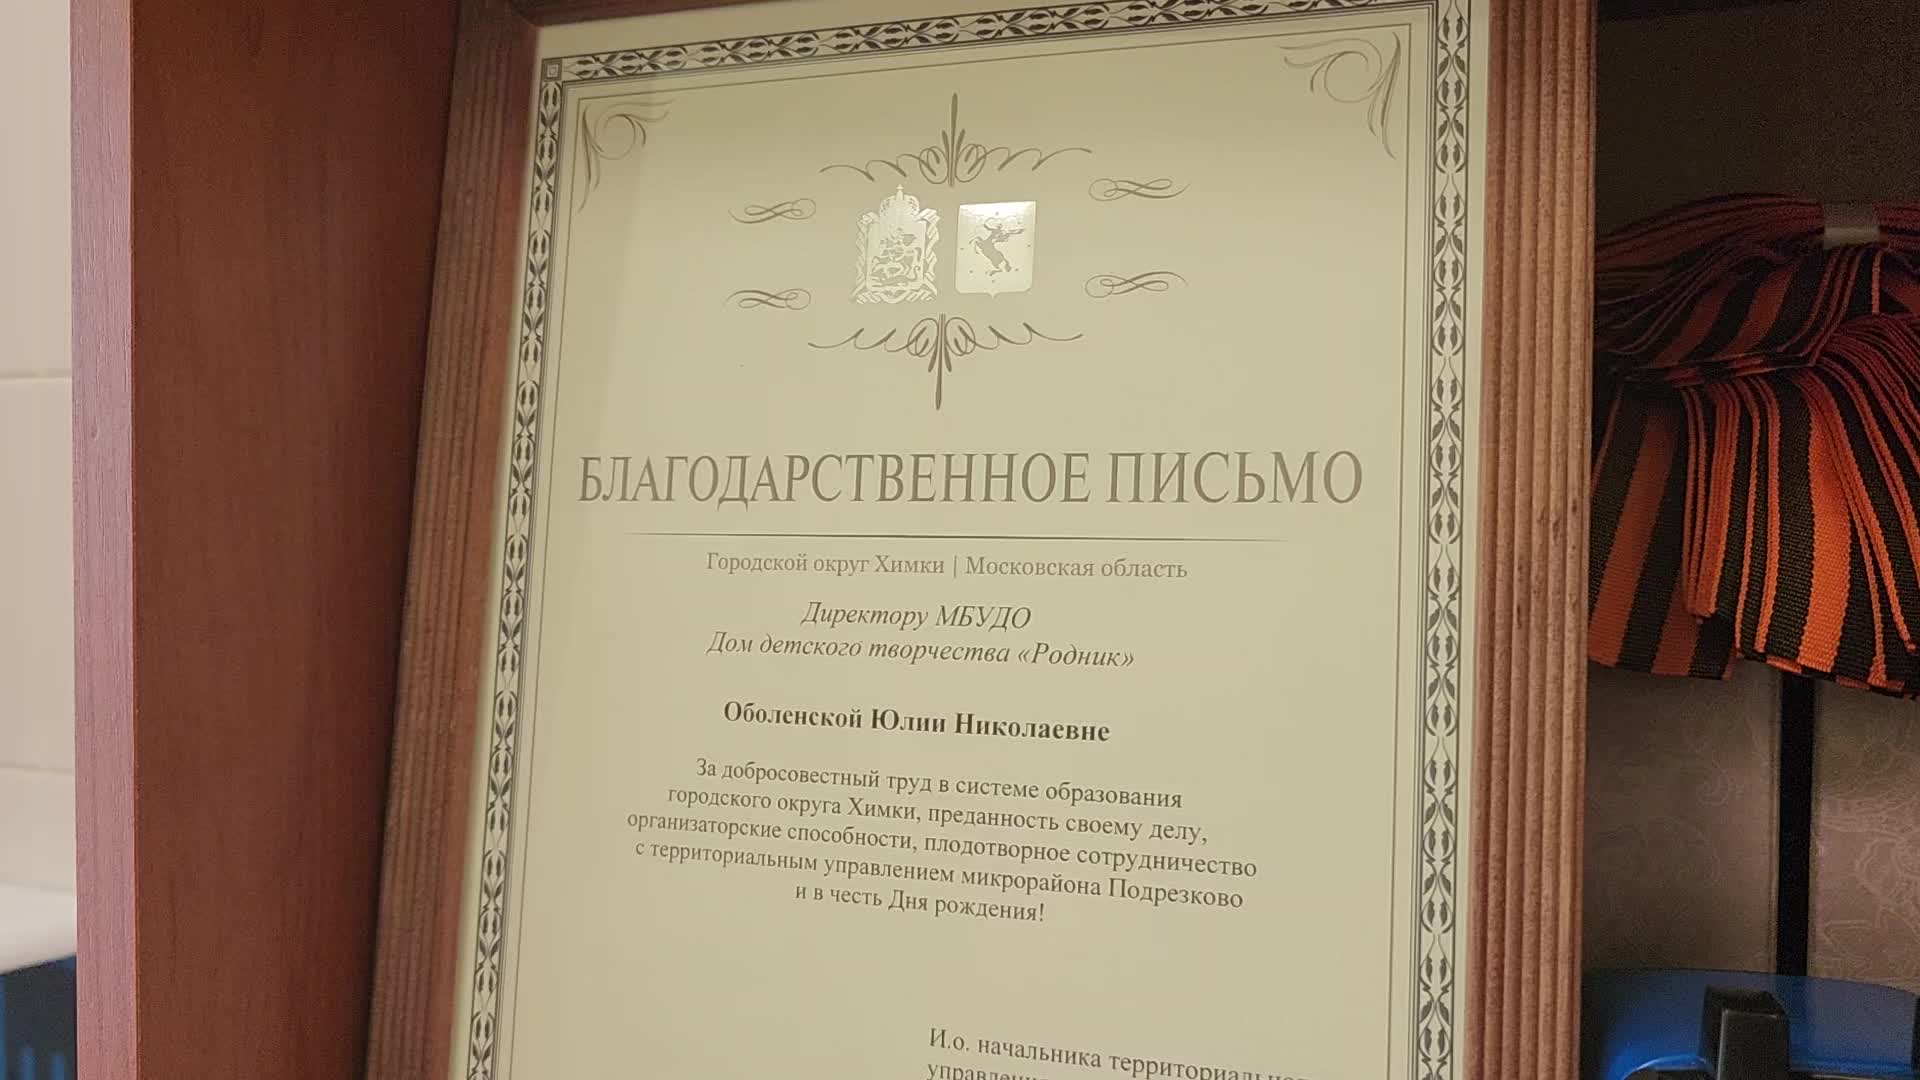 БЛАГОДАРСТВЕННОЕ ПИСЬМО
Городской округ Химки | Московская область
Директору МБУДО
Дом детского творчества «Родник»
Оболенской Юлии Николаевне
За добросовестный труд в системе образования
городского округа Химки, преданность своему делу,
организаторские способности, плодотворное сотрудничество
с территориальным управлением микрорайона Подрезково
и в честь Дня рождения!
И.о. начальника